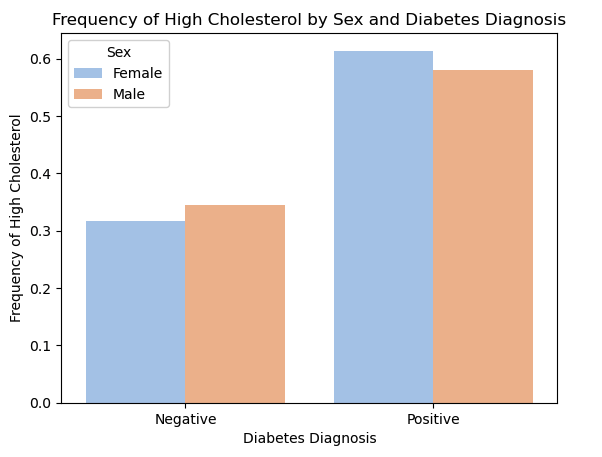 Frequency of High Cholesterol by Sex and Diabetes Diagnosis
Sex
Female
Male
Frequency of High Cholesterol
0.6
0.5
0.4
0.3
0.2
0.1
0.0
Negative
Positive
Diabetes Diagnosis